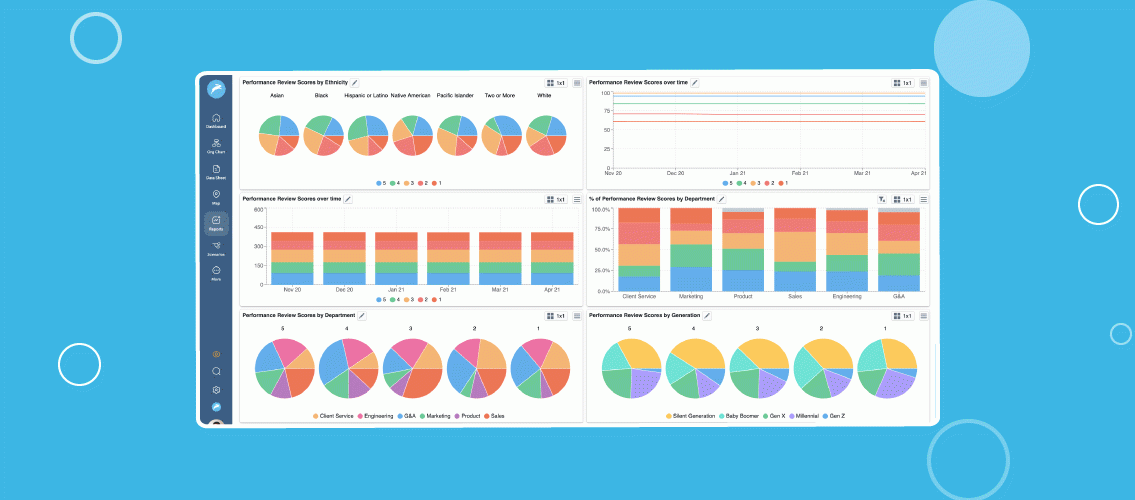 Dashboard
Org Chart
Data Sheet
Map
Reports
Scenarios
More
Performance Review Scores by Ethnicity
1x1
Asian Black Hispanic or Latino Native American Pacific Islander Two or More White
5 4 3 2 1
Performance Review Scores over time
1x1
100
75
50
25
0
Nov 20 Dec 20 Jan 21 Feb 21 Mar 21 Apr 21
5 4 3 2 1
Performance Review Scores over time
1x1
600
450
300
150
0
Nov 20 Dec 20 Jan 21 Feb 21 Mar 21 Apr 21
5 4 3 2 1
% of Performance Review Scores by Department
1x1
100.0%
75.0%
50.0%
25.0%
0.0%
Client Service Marketing Product Sales Engineering G&A
Performance Review Scores by Department
1x1
5 4 3 2 1
Client Service Engineering G&A Marketing Product Sales
Performance Review Scores by Generation
1x1
5 4 3 2 1
Silent Generation Baby Boomer Gen X Millennial Gen Z